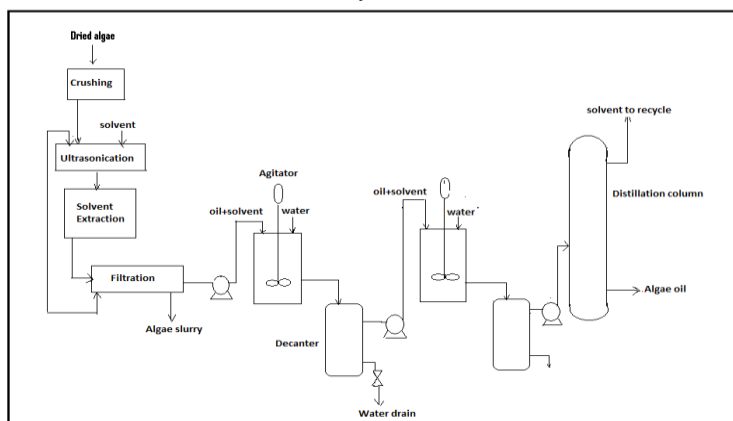 Dried algae
Crushing
solvent
Ultrasonication
Solvent
Extraction
Filtration
Algae slurry
Agitator
oil+solvent
water
Decanter
Water drain
oil+solvent
water
solvent to recycle
Distillation column
Algae oil